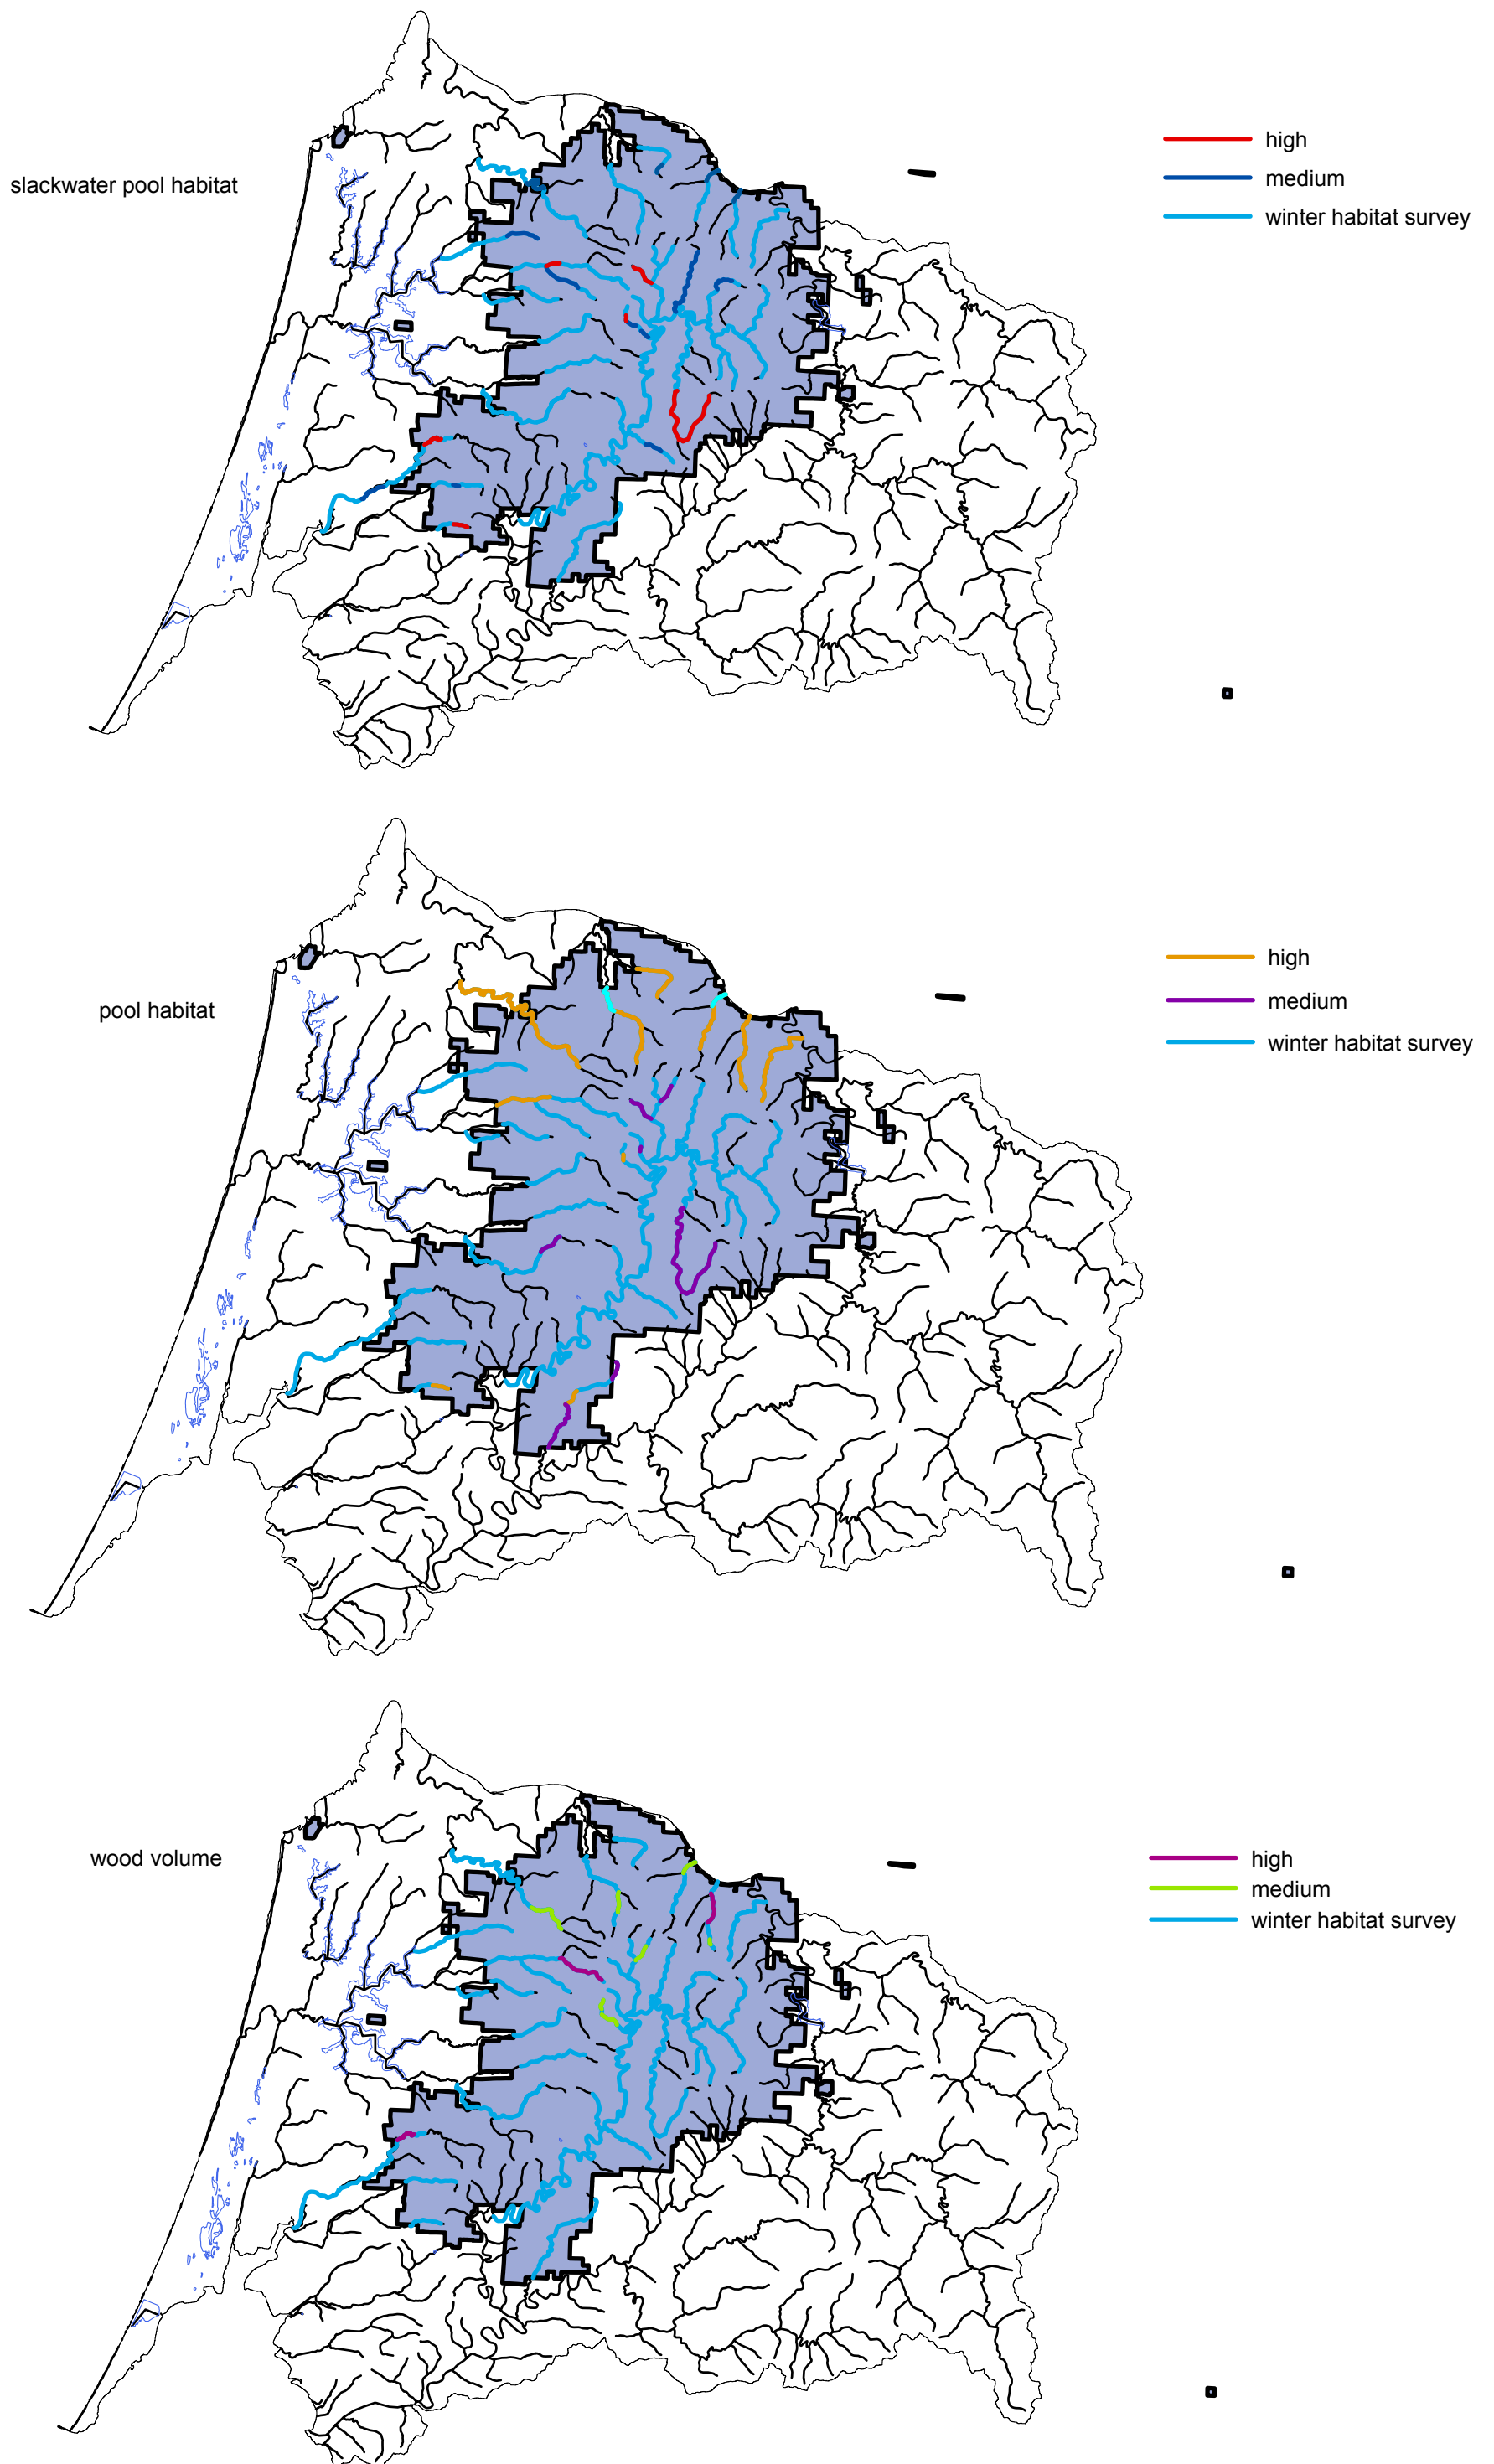 slackwater pool habitat
high
medium
winter habitat survey
pool habitat
high
medium
winter habitat survey
wood volume
high
medium
winter habitat survey